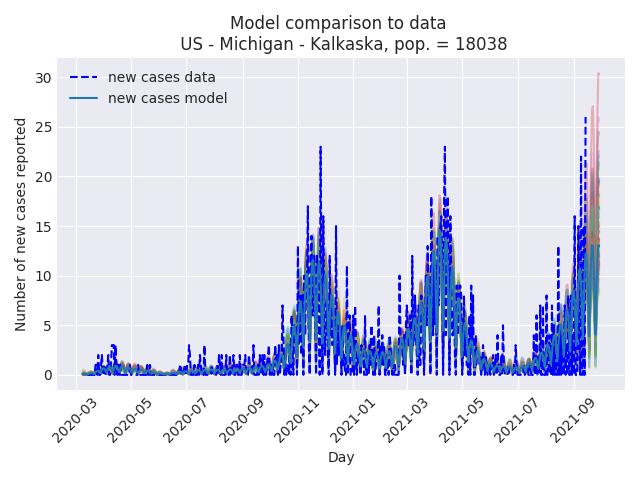 Model comparison to data
US - Michigan - Kalkaska, pop. = 18038
new cases data
new cases model
Number of new cases reported
30
25
20
15
10
5
0
2020-03
2020-05
2020-07
2020-09
2020-11
2021-01
2021-03
2021-05
2021-07
2021-09
Day